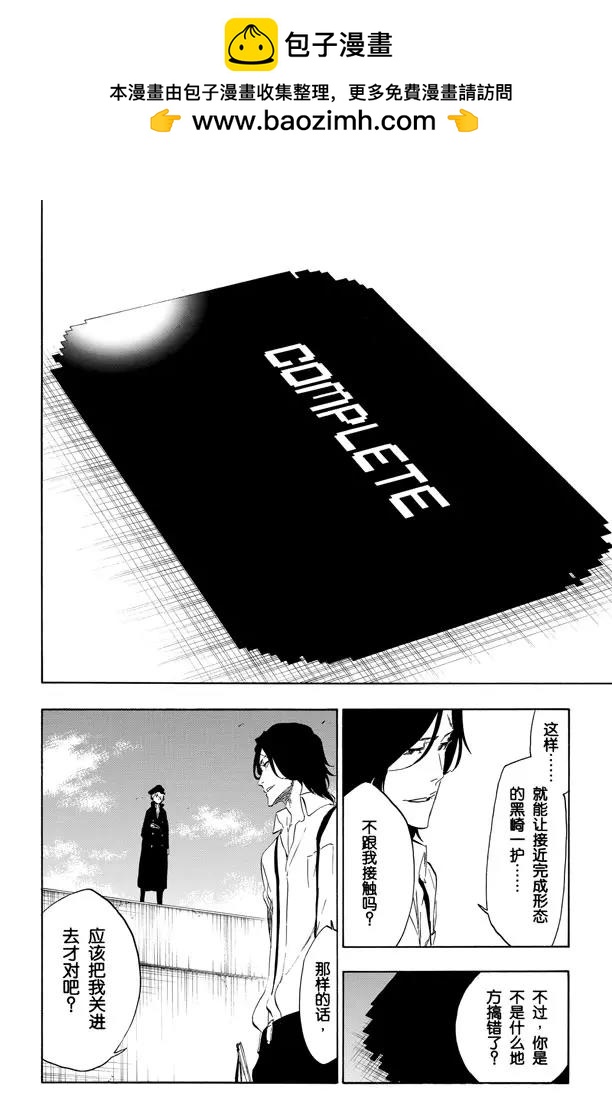 包子漫畫
本漫畫由包子漫畫收集整理，更多免費漫畫請訪問
👉 www.baozimh.com 👈
COMPLETE
这样……
就能让接近完成形态
的黑崎一护……
不跟我接触吗？
不过，你是
不是什么地
方搞错了？
那样的话，
应该把我关进
去才对吧？